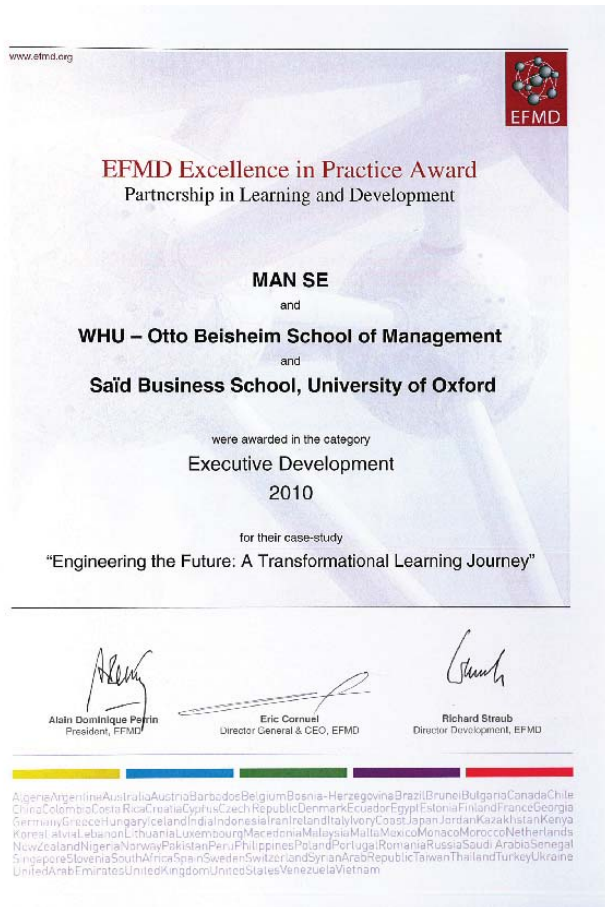 www.efmd.org
EFMD
EFMD Excellence in Practice Award
Partnership in Learning and Development
MAN SE
and
WHU – Otto Beisheim School of Management
and
Saïd Business School, University of Oxford
were awarded in the category
Executive Development
2010
for their case-study
“Engineering the Future: A Transformational Learning Journey”
Alain Dominique Perrin
President, EFMD
Eric Cornuel
Director General & CEO, EFMD
Richard Straub
Director Development, EFMD
AlgeriaArgentinaAustraliaAustriaBarbadosBelgiumBosnia-HerzegovinaBrazilBruneiBulgariaCanadaChile
ChinaColombiaCosta RicaCroatiaCyprusCzech RepublicDenmarkEcuadorEgyptEstoniaFinlandFranceGeorgia
GermanyGreeceHungaryIcelandIndiaIndonesiaIranIrelandItalyIvoryCoastJapanJordanKazakhstanKenya
KoreaLatviaLebanonLithuaniaLuxembourgMacedoniaMalaysiaMaltaMexicoMonacoMoroccoNetherlands
NewZealandNigeriaNorwayPakistanPeruPhilippinesPolandPortugalRomaniaRussiaSaudi ArabiaSenegal
SingaporeSloveniaSouthAfricaSpainSwedenSwitzerlandSyrianArabRepublicTaiwanThailandTurkeyUkraine
UnitedArabEmiratesUnitedKingdomUnitedStatesVenezuelaVietnam